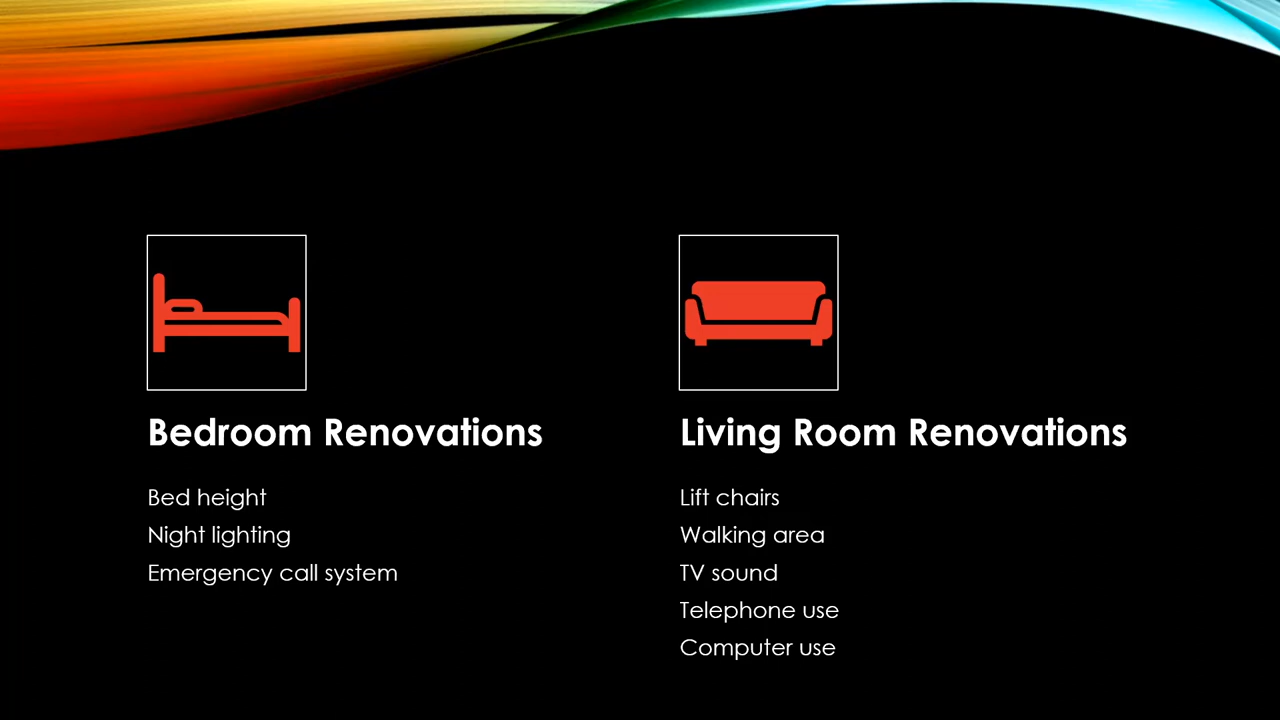 Bedroom Renovations
Bed height
Night lighting
Emergency call system
Living Room Renovations
Lift chairs
Walking area
TV sound
Telephone use
Computer use